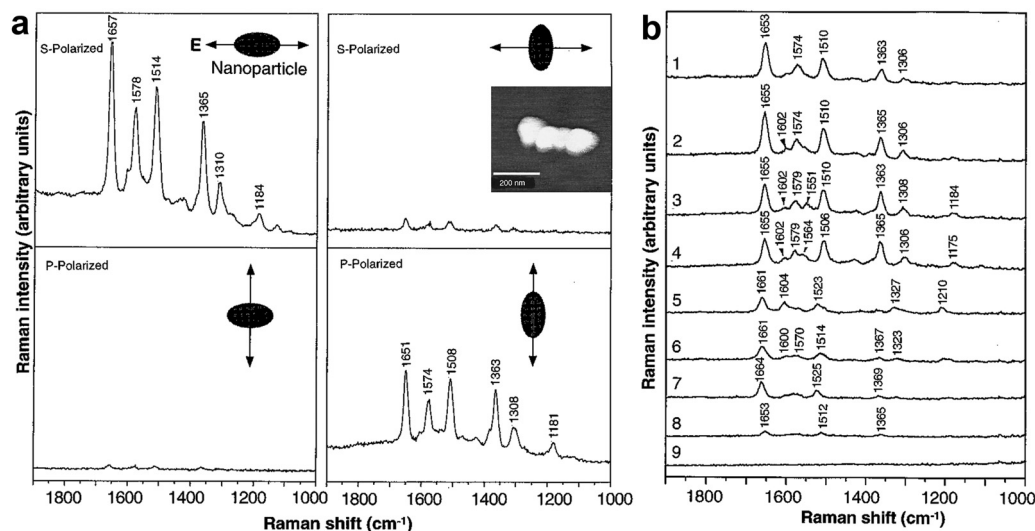 a
S-Polarized
1657
1578
1514
1365
1310
1184
E
Nanoparticle
S-Polarized
200 nm
P-Polarized
P-Polarized
1651
1574
1508
1363
1308
1181
Raman intensity (arbitrary units)
1800 1600 1400 1200 1000
1800 1600 1400 1200 1000
Raman shift (cm⁻¹)
b
1 1653 1574 1510 1363 1306
2 1655 1602 1574 1510 1365 1306
3 1655 1602 1579 1551 1510 1363 1308 1184
4 1655 1602 1579 1564 1506 1365 1306 1175
5 1661 1604 1523 1327 1210
6 1661 1600 1570 1514 1367 1323
7 1664 1525 1369
8 1653 1512 1365
9
Raman intensity (arbitrary units)
1800 1600 1400 1200 1000
Raman shift (cm⁻¹)